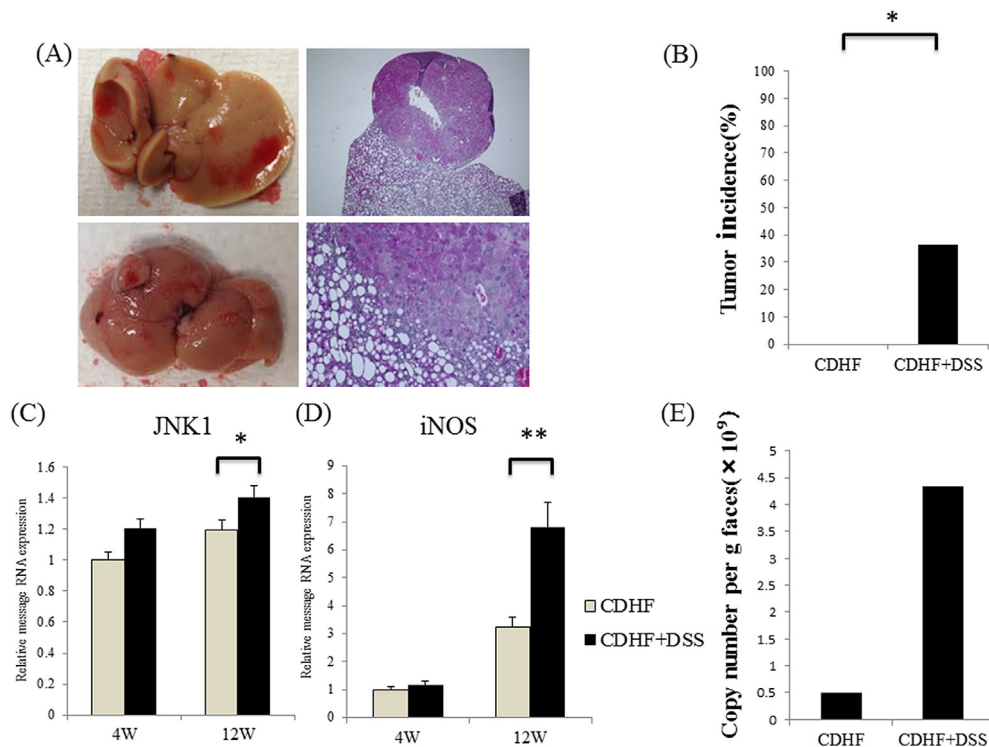 (A)
(B)
*
Tumor incidence(%)
100
90
80
70
60
50
40
30
20
10
0
CDHF
CDHF+DSS
(C)
JNK1
*
Relative message RNA expression
1.6
1.4
1.2
1
0.8
0.6
0.4
0.2
0
4W
12W
(D)
iNOS
**
Relative message RNA expression
9
8
7
6
5
4
3
2
1
0
4W
12W
CDHF
CDHF+DSS
(E)
Copy number per g faces(×10⁹)
5
4.5
4
3.5
3
2.5
2
1.5
1
0.5
0
CDHF
CDHF+DSS